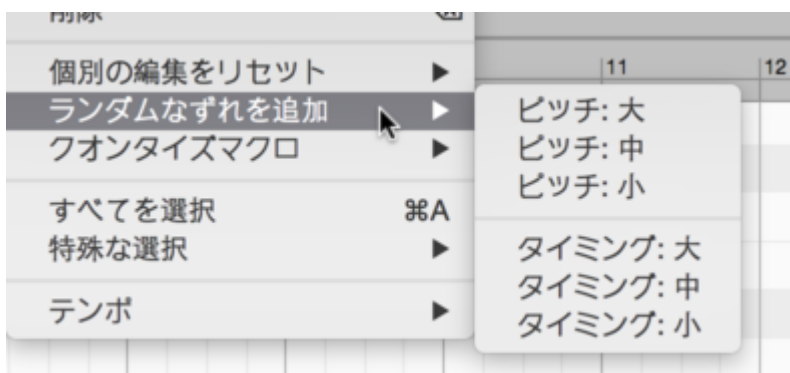 削除
個別の編集をリセット
ランダムなずれを追加
クオンタイズマクロ
すべてを選択 ⌘A
特殊な選択
テンポ
11
12
ピッチ: 大
ピッチ: 中
ピッチ: 小
タイミング: 大
タイミング: 中
タイミング: 小